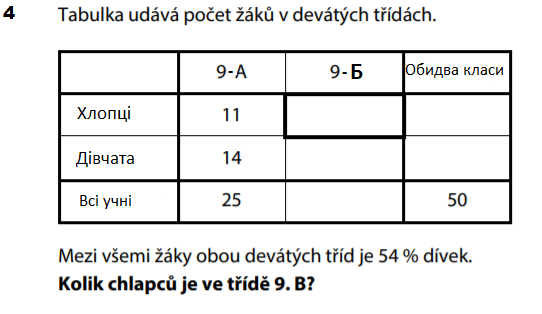 4 Tabulka udává počet žáků v devátých třídách.
9-A 9-Б Обидва класи
Хлопці 11
Дівчата 14
Всі учні 25 50
Mezi všemi žáky obou devátých tříd je 54 % dívek.
Kolik chlapců je ve třídě 9. B?